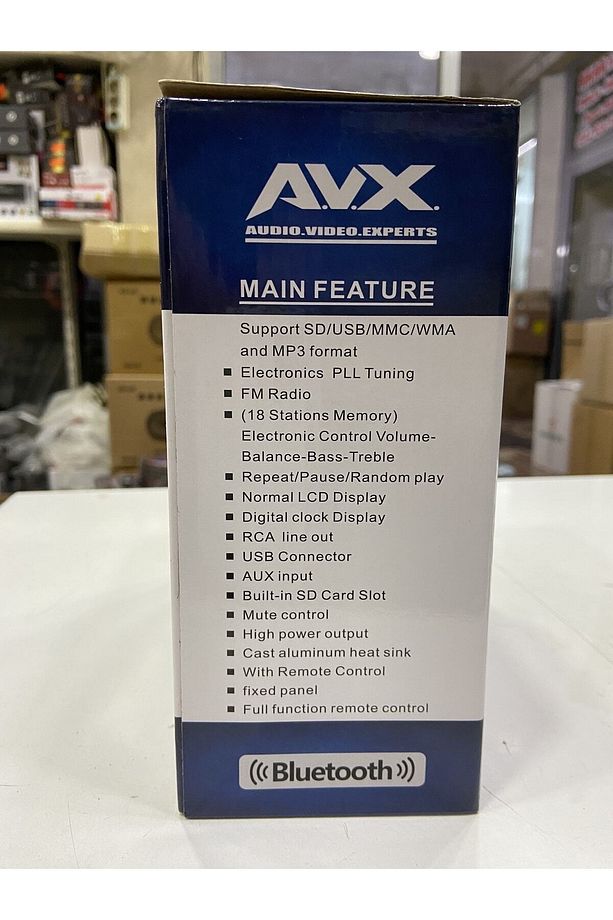 A.V.X.
AUDIO.VIDEO.EXPERTS
MAIN FEATURE
Support SD/USB/MMC/WMA
and MP3 format
■ Electronics PLL Tuning
■ FM Radio
■ (18 Stations Memory)
Electronic Control Volume-
Balance-Bass-Treble
■ Repeat/Pause/Random play
■ Normal LCD Display
■ Digital clock Display
■ RCA line out
■ USB Connector
■ AUX input
■ Built-in SD Card Slot
■ Mute control
■ High power output
■ Cast aluminum heat sink
■ With Remote Control
■ fixed panel
■ Full function remote control
Bluetooth